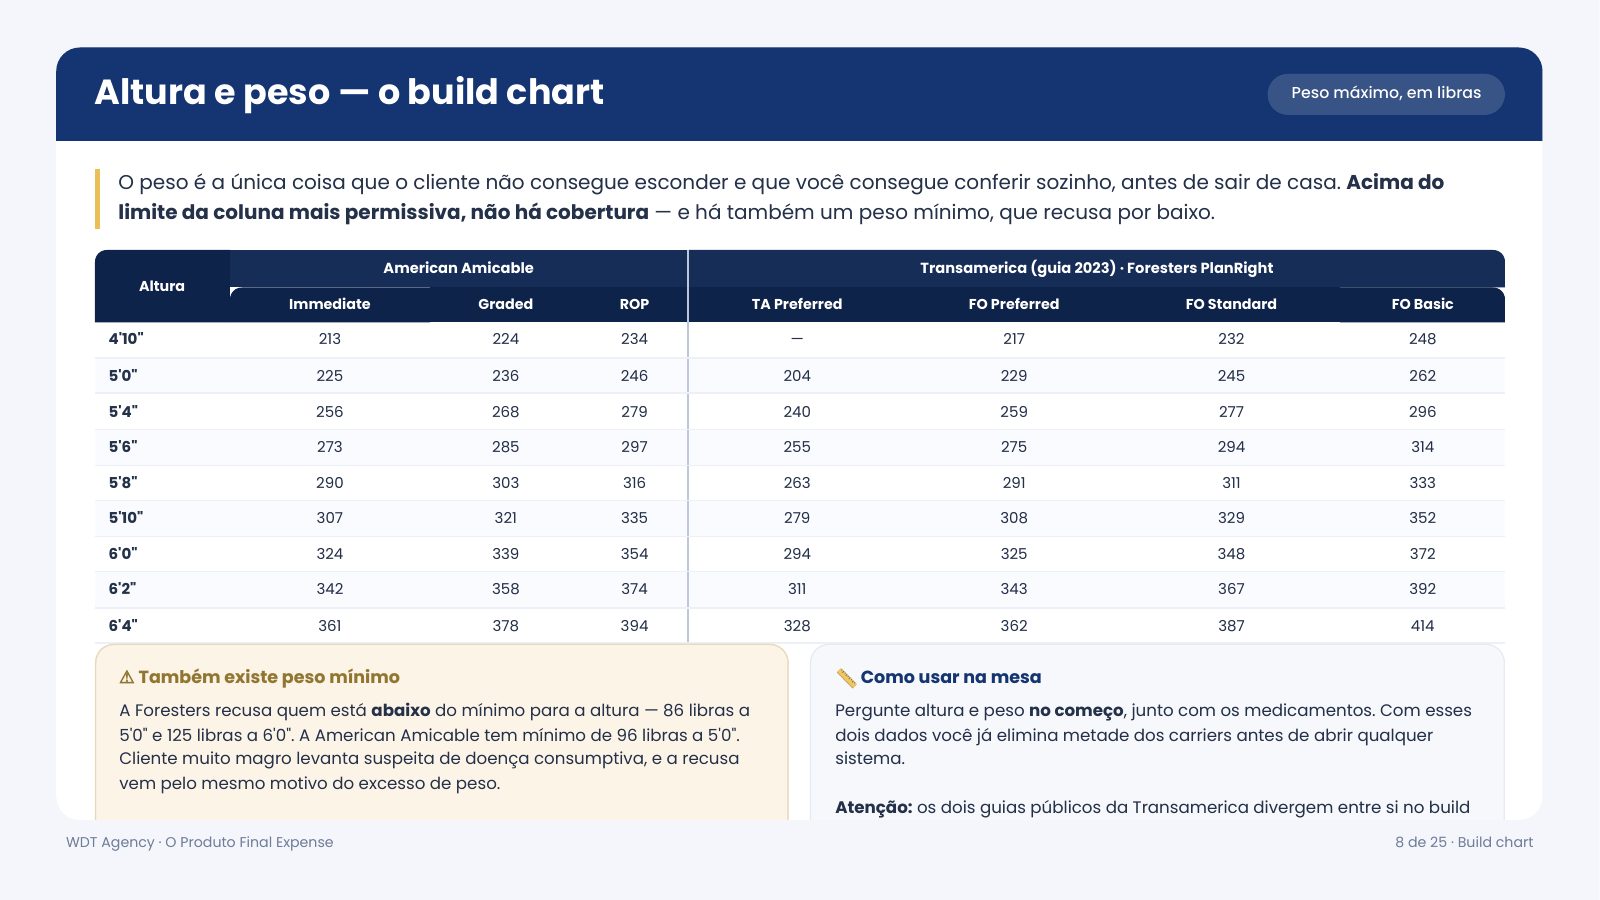 Altura e peso — o build chart
Peso máximo, em libras
O peso é a única coisa que o cliente não consegue esconder e que você consegue conferir sozinho, antes de sair de casa. Acima do
limite da coluna mais permissiva, não há cobertura — e há também um peso mínimo, que recusa por baixo.
Altura American Amicable Transamerica (guia 2023) · Foresters PlanRight
Immediate Graded ROP TA Preferred FO Preferred FO Standard FO Basic
4'10" 213 224 234 — 217 232 248
5'0" 225 236 246 204 229 245 262
5'4" 256 268 279 240 259 277 296
5'6" 273 285 297 255 275 294 314
5'8" 290 303 316 263 291 311 333
5'10" 307 321 335 279 308 329 352
6'0" 324 339 354 294 325 348 372
6'2" 342 358 374 311 343 367 392
6'4" 361 378 394 328 362 387 414
⚠ Também existe peso mínimo
A Foresters recusa quem está abaixo do mínimo para a altura — 86 libras a
5'0" e 125 libras a 6'0". A American Amicable tem mínimo de 96 libras a 5'0".
Cliente muito magro levanta suspeita de doença consumptiva, e a recusa
vem pelo mesmo motivo do excesso de peso.
📏 Como usar na mesa
Pergunte altura e peso no começo, junto com os medicamentos. Com esses
dois dados você já elimina metade dos carriers antes de abrir qualquer
sistema.
Atenção: os dois guias públicos da Transamerica divergem entre si no build
WDT Agency · O Produto Final Expense
8 de 25 · Build chart